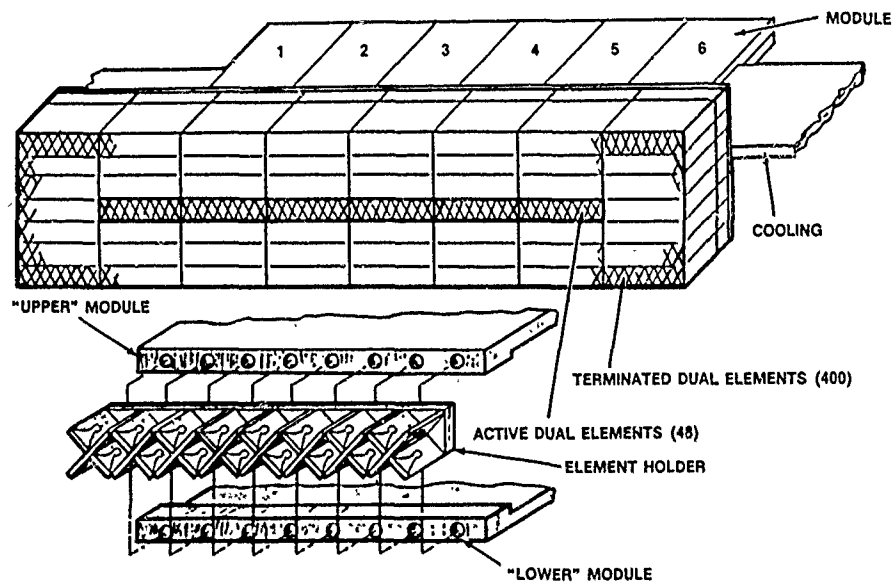 MODULE
1 2 3 4 5 6
COOLING
"UPPER" MODULE
TERMINATED DUAL ELEMENTS (400)
ACTIVE DUAL ELEMENTS (48)
ELEMENT HOLDER
"LOWER" MODULE